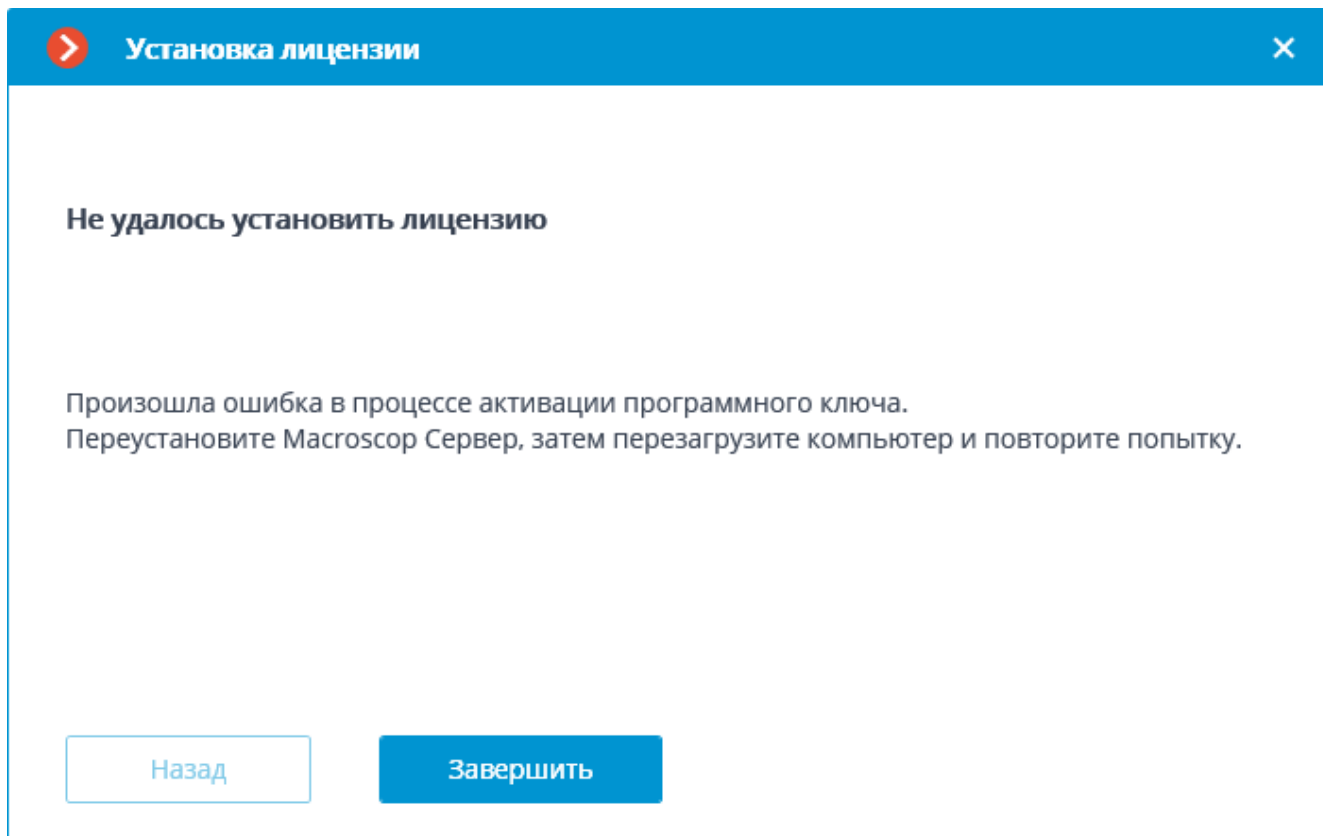 Установка лицензии
Не удалось установить лицензию
Произошла ошибка в процессе активации программного ключа.
Переустановите Macroscop Сервер, затем перезагрузите компьютер и повторите попытку.
Назад
Завершить